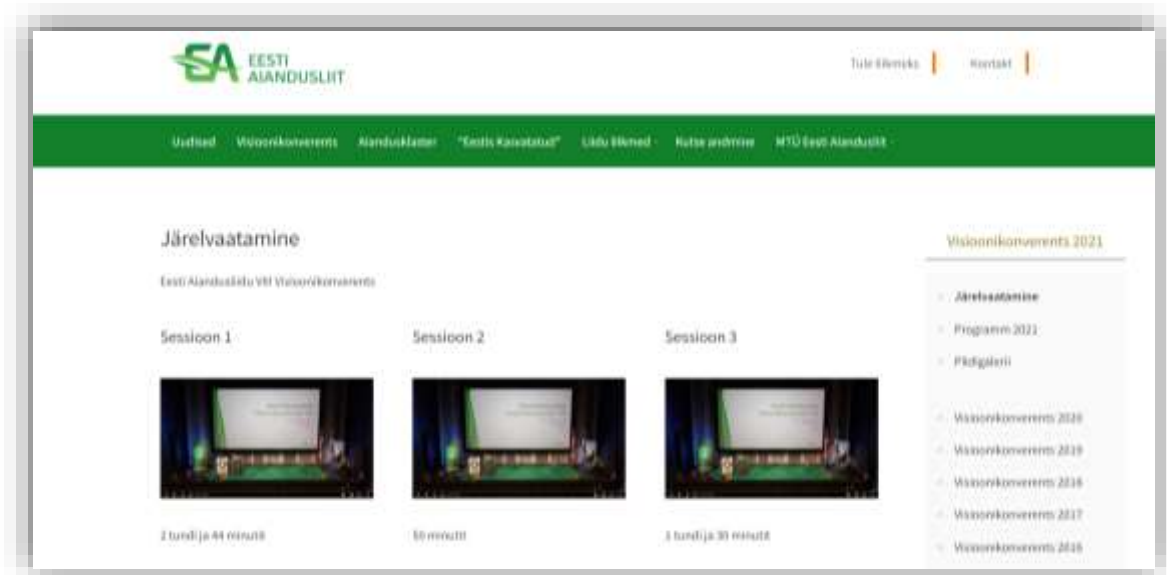 EA EESTI
AIANDUSLIIT
Tule liikmeks
Kontakt
Uudised Visioonikonverents Aiandusklaster "Eestis Kasvatatud" Liidu liikmed Kutse andmine MTÜ Eesti Aiandusliit
Järelvaatamine
Eesti Aiandusliidu VIII Visioonikonverents
Sessioon 1
Sessioon 2
Sessioon 3
2 tundi ja 44 minutit
50 minutit
1 tund ja 30 minutit
Visioonikonverents 2021
Järelvaatamine
Programm 2021
Pildigalerii
Visioonikonverents 2020
Visioonikonverents 2019
Visioonikonverents 2018
Visioonikonverents 2017
Visioonikonverents 2016